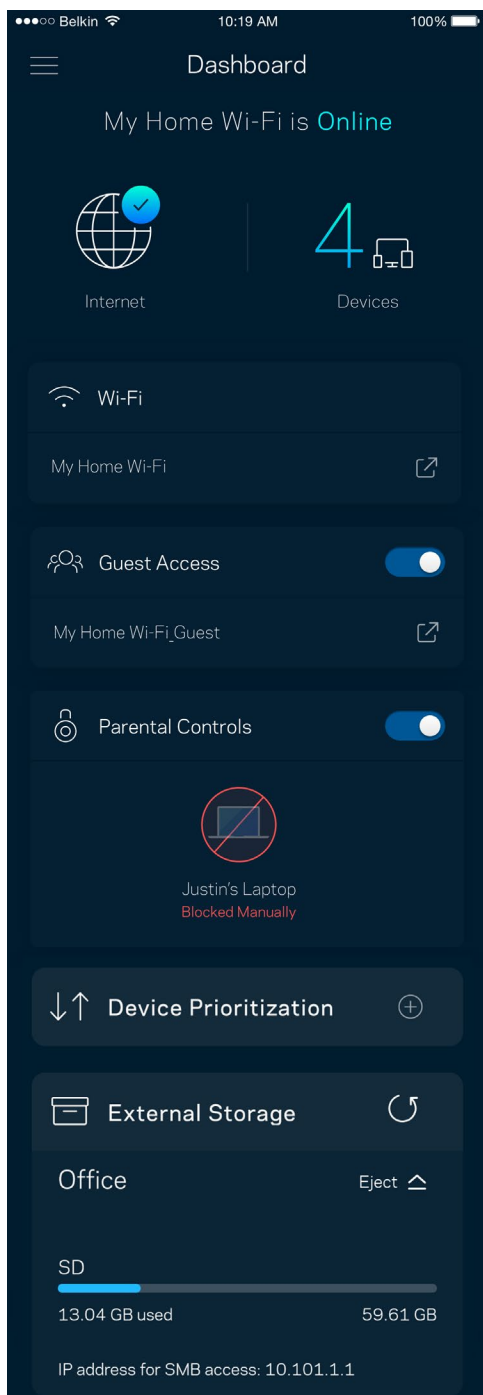 Belkin 10:19 AM 100%
Dashboard
My Home Wi-Fi is Online
4
Internet Devices
Wi-Fi
My Home Wi-Fi
Guest Access
My Home Wi-Fi_Guest
Parental Controls
Justin's Laptop
Blocked Manually
Device Prioritization
External Storage
Office Eject
SD
13.04 GB used 59.61 GB
IP address for SMB access: 10.101.1.1